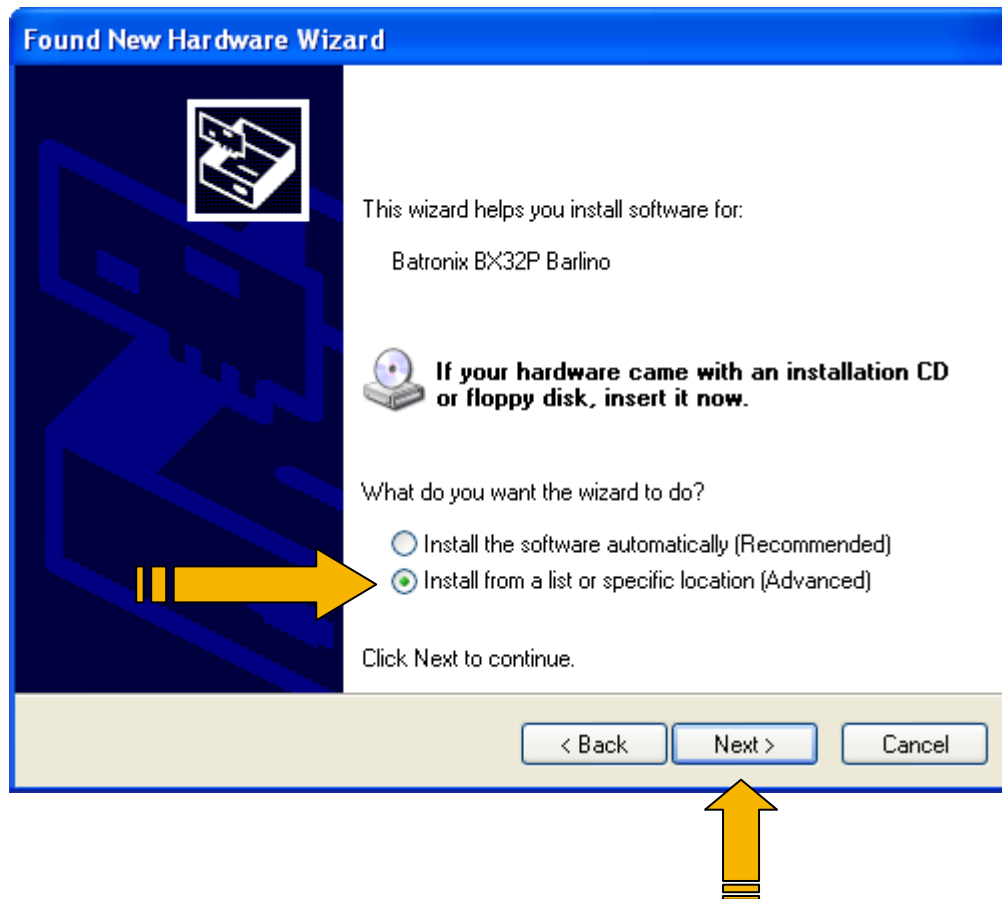 Found New Hardware Wizard
This wizard helps you install software for:
Batronix BX32P Barlino
If your hardware came with an installation CD
or floppy disk, insert it now.
What do you want the wizard to do?
Install the software automatically (Recommended)
Install from a list or specific location (Advanced)
Click Next to continue.
< Back Next > Cancel